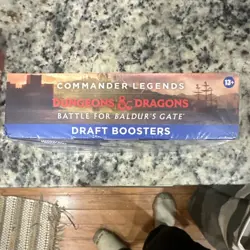 COMMANDER LEGENDS
13+
DUNGEONS & DRAGONS
BATTLE FOR BALDUR'S GATE
DRAFT BOOSTERS